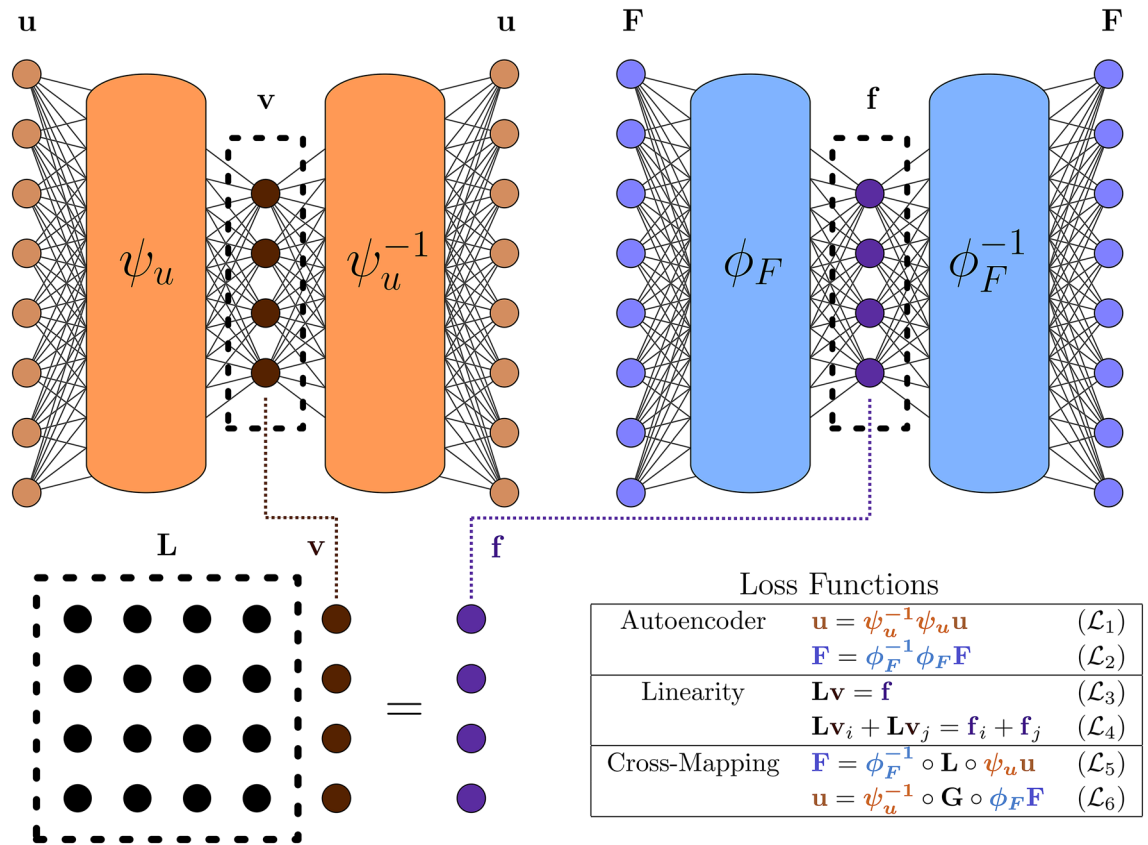 u u F F
v f
ψ_u ψ_u^{-1} ϕ_F ϕ_F^{-1}
L v f
=
Loss Functions
Autoencoder u = ψ_u^{-1} ψ_u u (ℒ_1)
F = ϕ_F^{-1} ϕ_F F (ℒ_2)
Linearity Lv = f (ℒ_3)
Lv_i + Lv_j = f_i + f_j (ℒ_4)
Cross-Mapping F = ϕ_F^{-1} ∘ L ∘ ψ_u u (ℒ_5)
u = ψ_u^{-1} ∘ G ∘ ϕ_F F (ℒ_6)